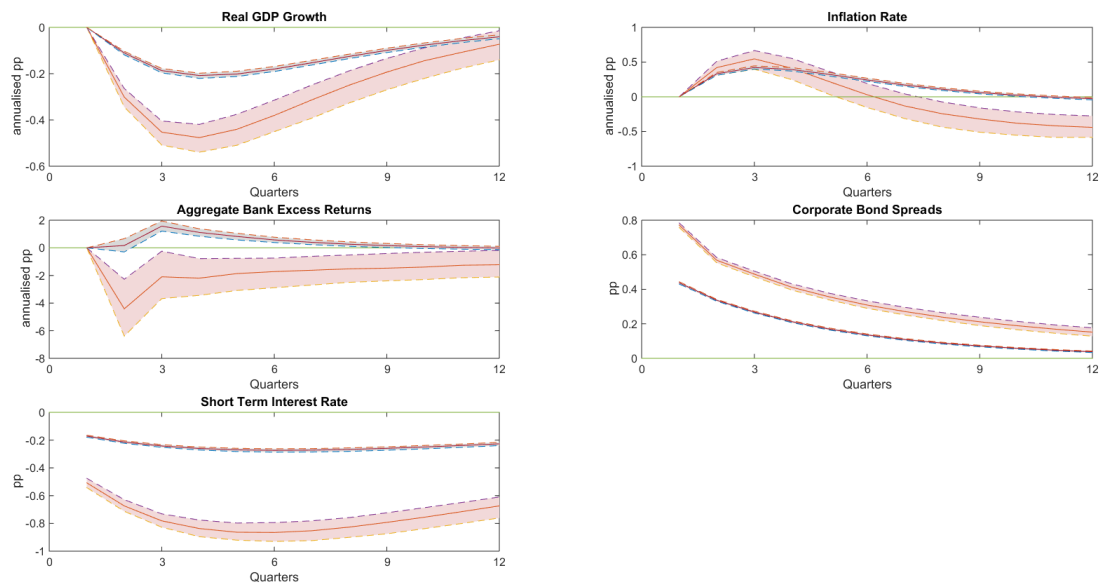 Real GDP Growth
0
-0.2
-0.4
-0.6
annualised pp
0 3 6 9 12
Quarters
Inflation Rate
1
0.5
0
-0.5
-1
annualised pp
0 3 6 9 12
Quarters
Aggregate Bank Excess Returns
2
0
-2
-4
-6
-8
annualised pp
0 3 6 9 12
Quarters
Corporate Bond Spreads
0.8
0.6
0.4
0.2
0
pp
0 3 6 9 12
Quarters
Short Term Interest Rate
0
-0.2
-0.4
-0.6
-0.8
-1
pp
0 3 6 9 12
Quarters